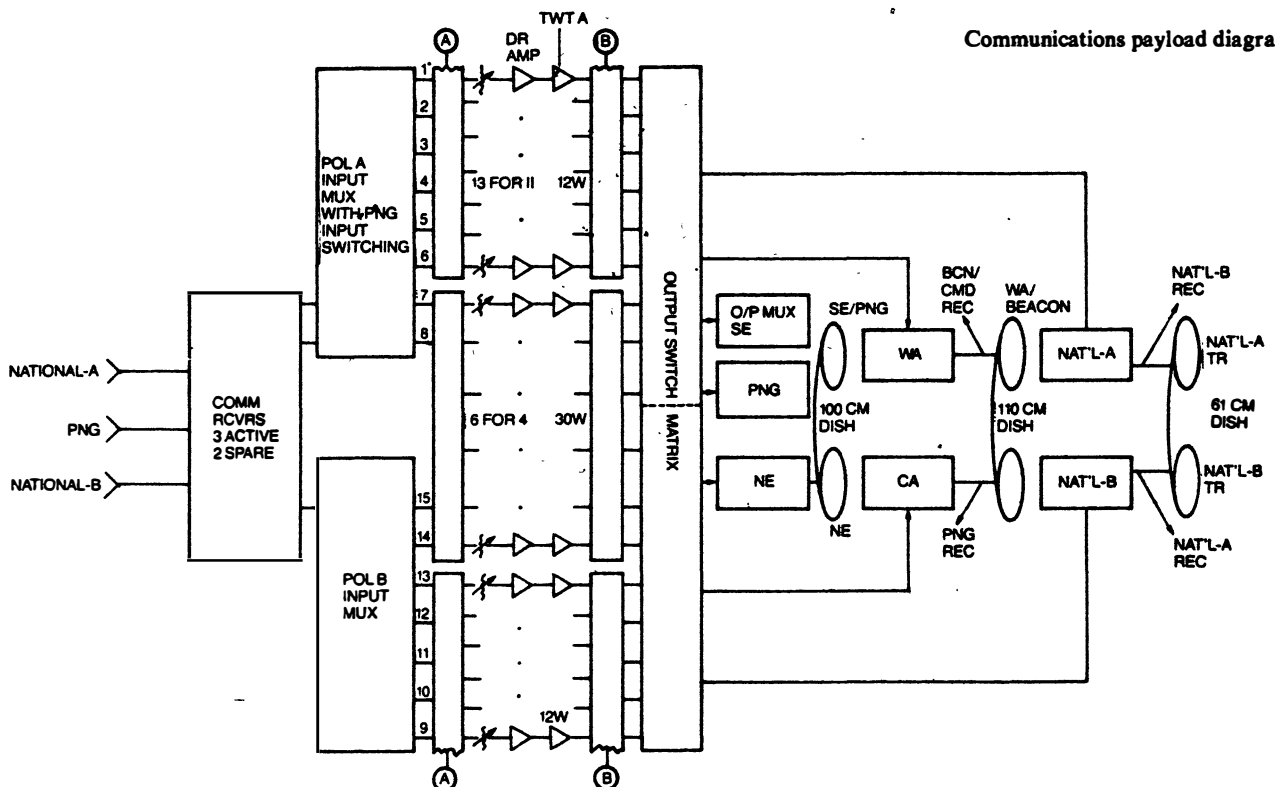 Communications payload diagra
TWT A
A
DR
AMP
B
1
2
3
4
5
6
7
8
POL A
INPUT
MUX
WITH PNG
INPUT
SWITCHING
13 FOR 11
12W
NATIONAL-A
PNG
NATIONAL-B
COMM
RCVRS
3 ACTIVE
2 SPARE
6 FOR 4
30W
15
14
13
12
11
10
9
POL B
INPUT
MUX
12W
A
B
OUTPUT SWITCH
MATRIX
O/P MUX
SE
PNG
NE
SE/PNG
100 CM
DISH
NE
WA
CA
BCN/
CMD
REC
WA/
BEACON
110 CM
DISH
PNG
REC
NAT'L-A
NAT'L-B
NAT'L-B
REC
NAT'L-A
TR
61 CM
DISH
NAT'L-B
TR
NAT'L-A
REC